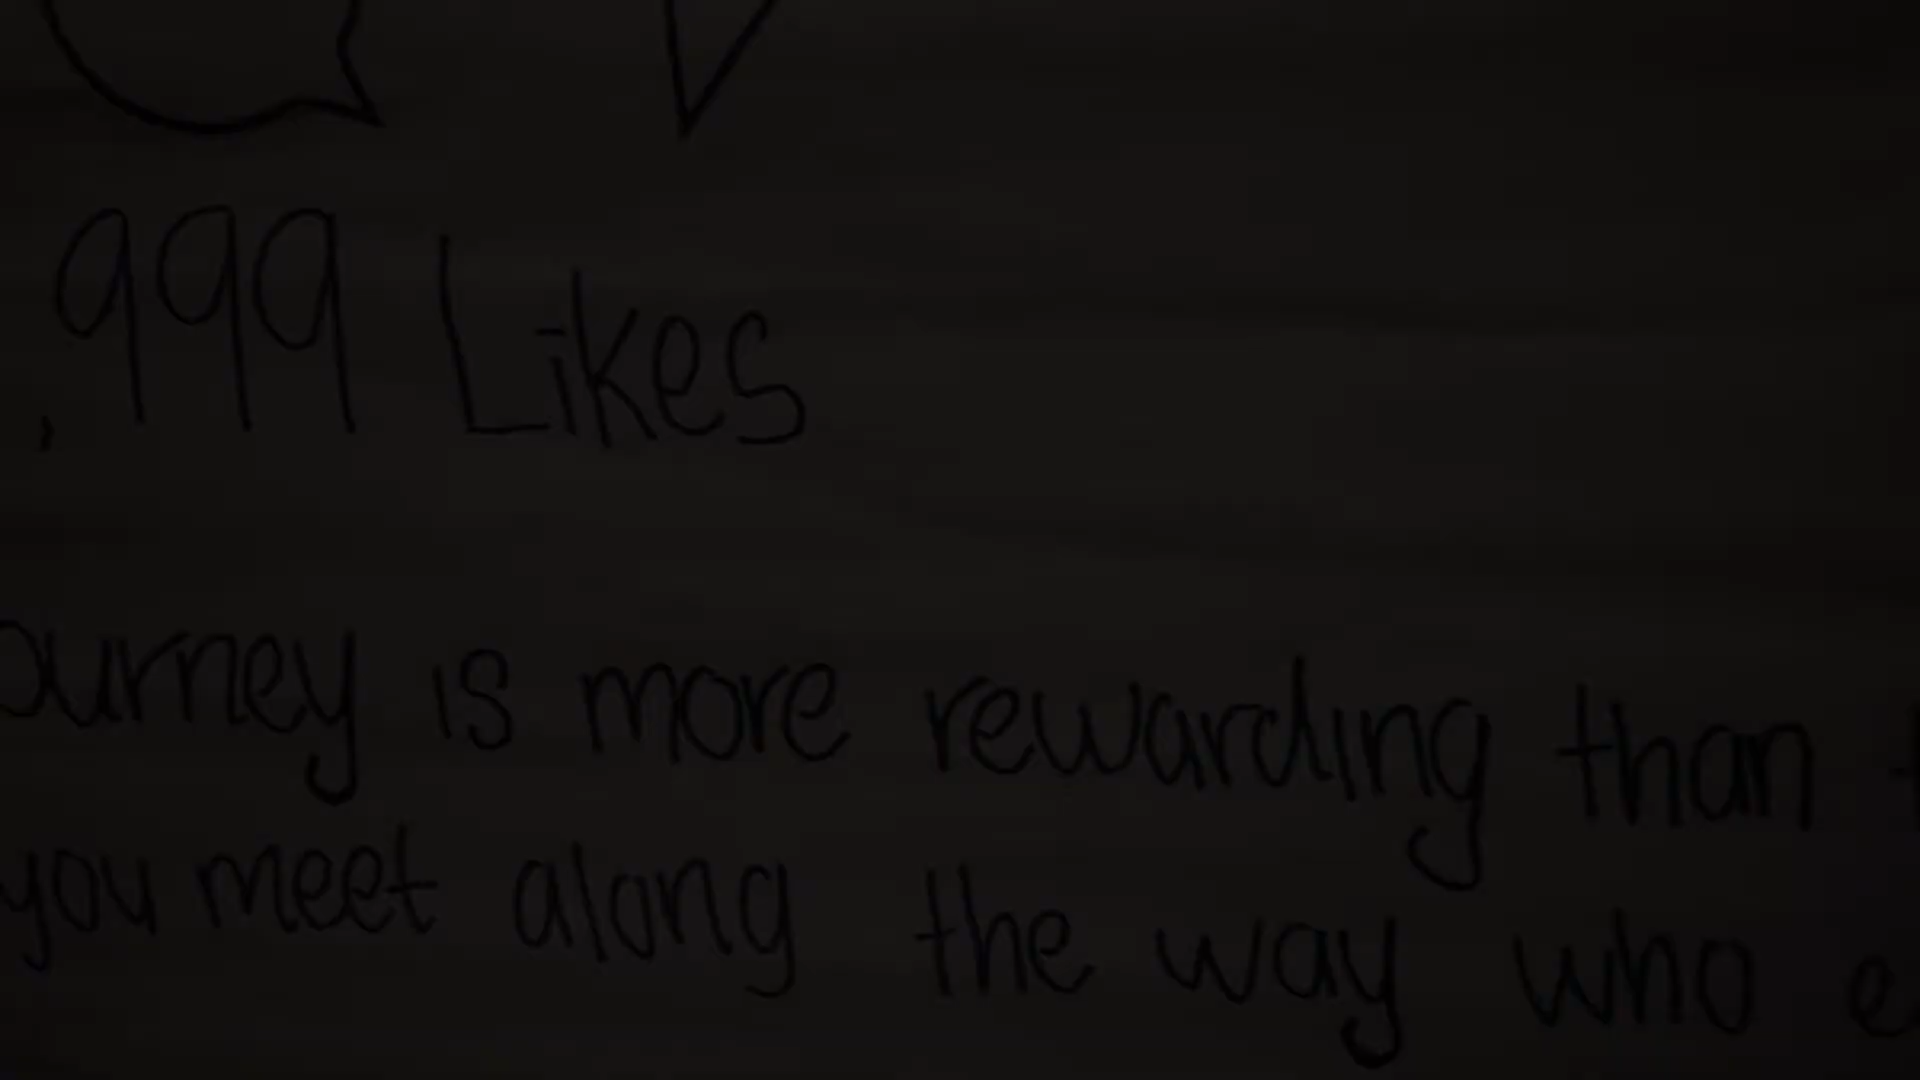 ,999 Likes
ourney is more rewarding than
you meet along the way who